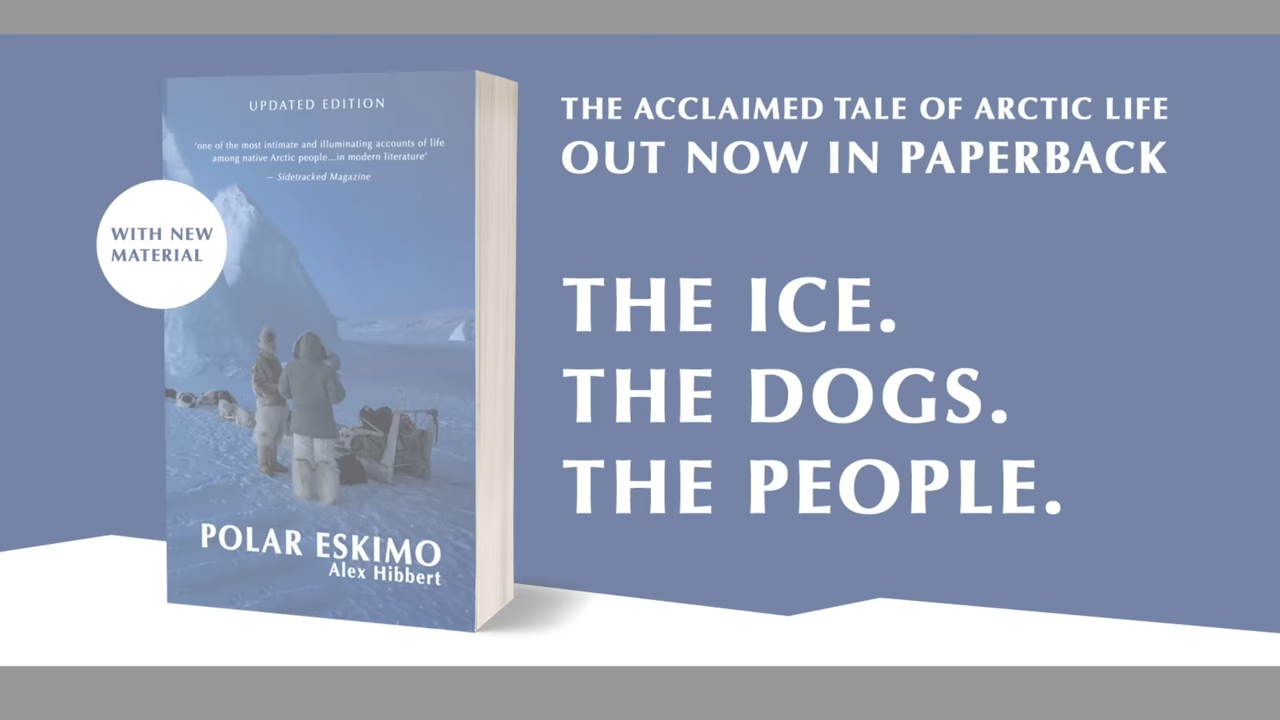 UPDATED EDITION
'one of the most intimate and illuminating accounts of life
among native Arctic people...in modern literature'
— Sidetracked Magazine
WITH NEW
MATERIAL
POLAR ESKIMO
Alex Hibbert
THE ACCLAIMED TALE OF ARCTIC LIFE
OUT NOW IN PAPERBACK
THE ICE.
THE DOGS.
THE PEOPLE.